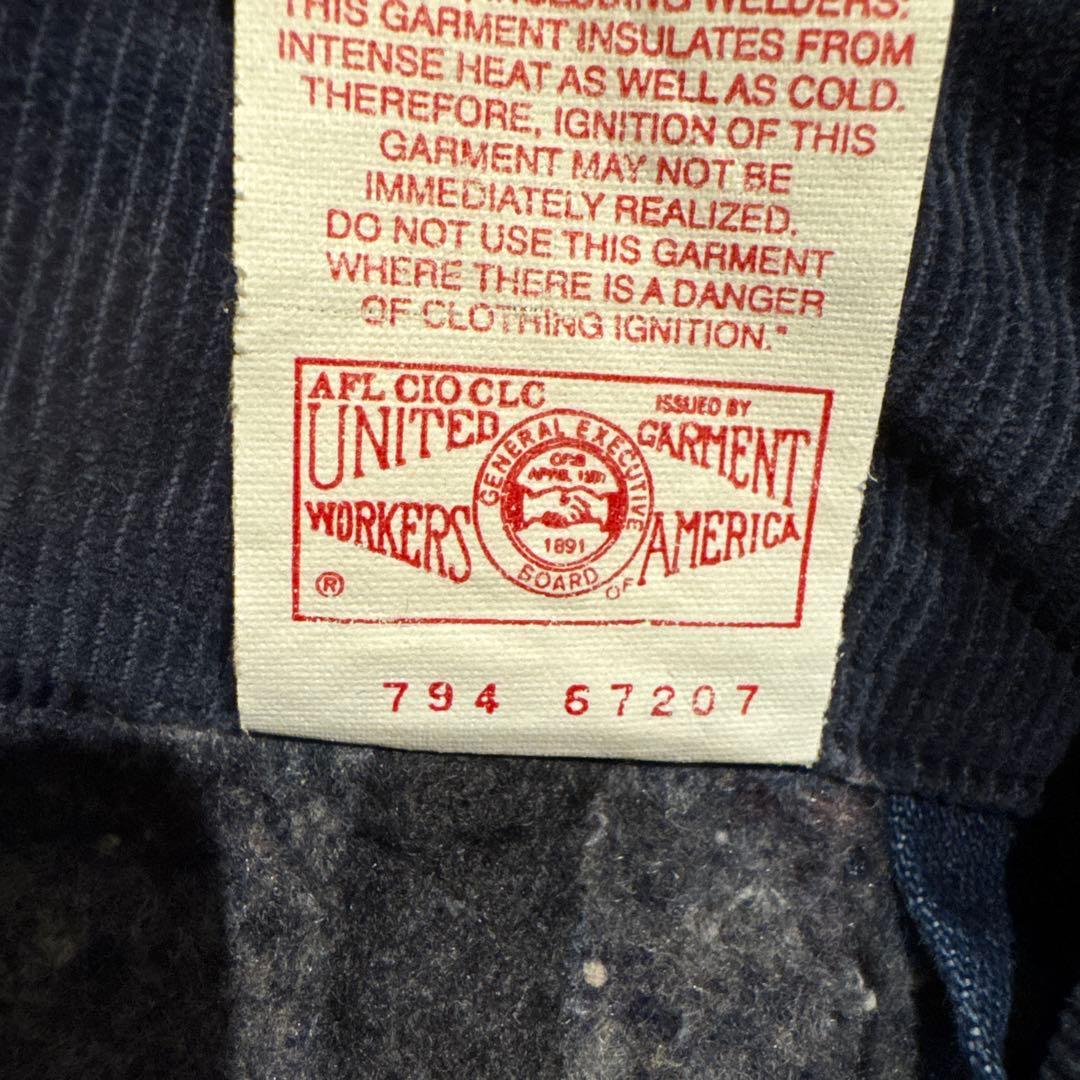 INCLUDING WELDERS.
THIS GARMENT INSULATES FROM
INTENSE HEAT AS WELL AS COLD.
THEREFORE, IGNITION OF THIS
GARMENT MAY NOT BE
IMMEDIATELY REALIZED.
DO NOT USE THIS GARMENT
WHERE THERE IS A DANGER
OF CLOTHING IGNITION."
AFL CIO CLC
ISSUED BY
UNITED
GARMENT
WORKERS
OF AMERICA
GENERAL EXECUTIVE
BOARD
1891
®
794 67207